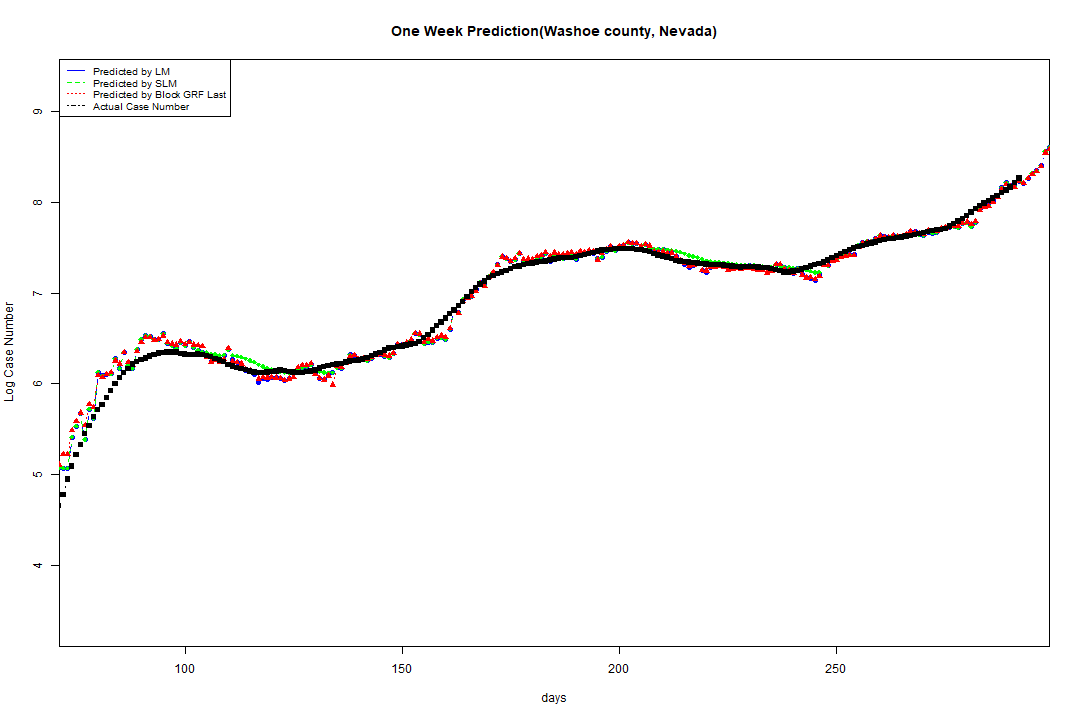 One Week Prediction(Washoe county, Nevada)
Predicted by LM
Predicted by SLM
Predicted by Block GRF Last
Actual Case Number
9
8
7
6
5
4
Log Case Number
100 150 200 250
days